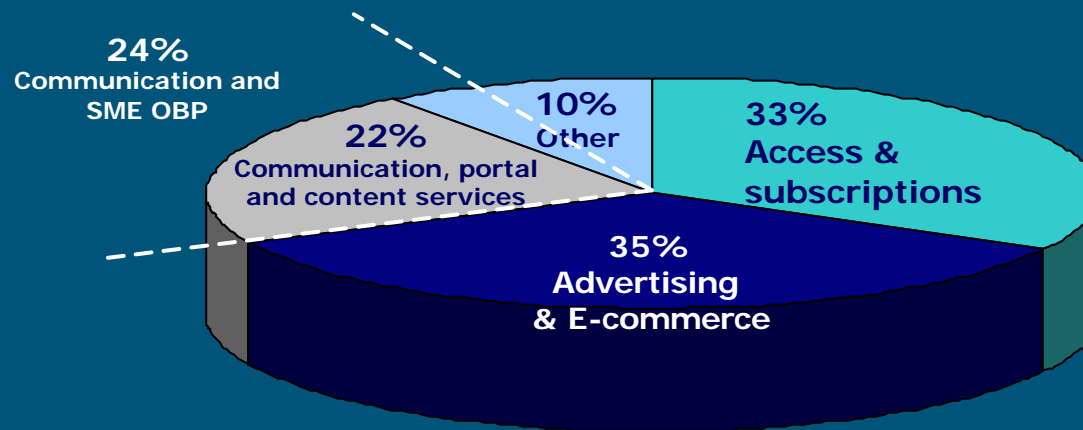 24%
Communication and
SME OBP
10%
Other
33%
Access &
subscriptions
22%
Communication, portal
and content services
35%
Advertising
& E-commerce